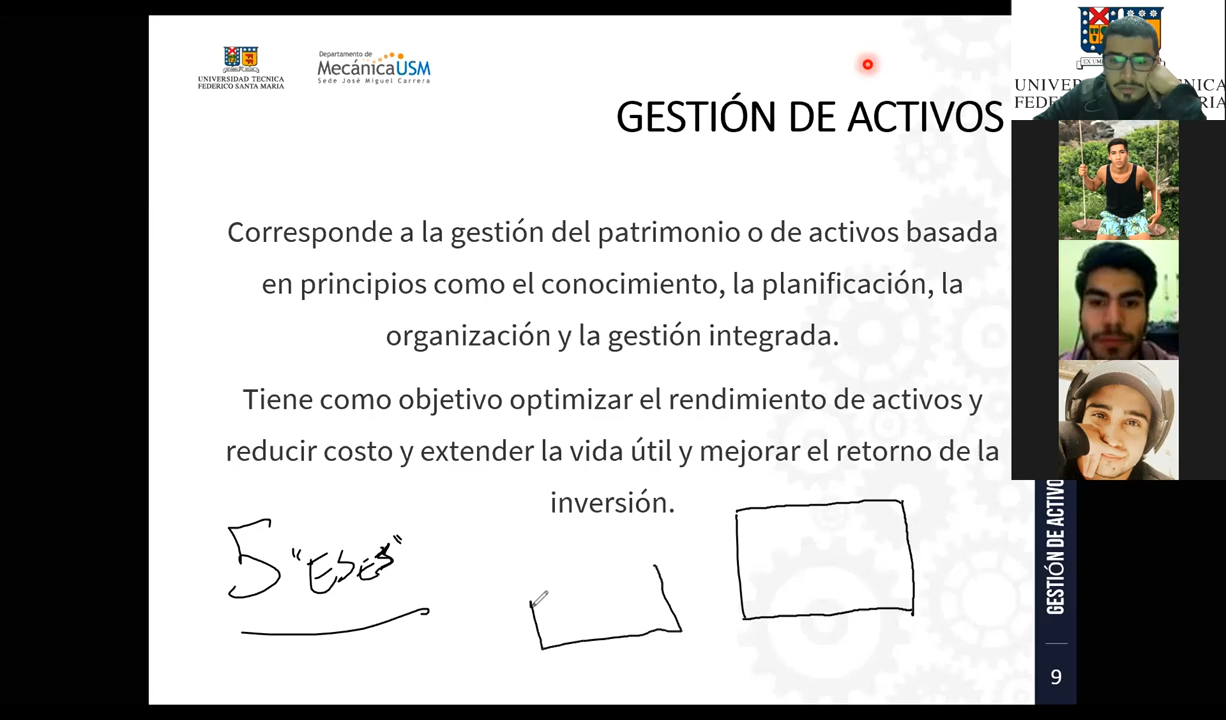 UNIVERSIDAD TECNICA
FEDERICO SANTA MARIA
Departamento de
MecánicaUSM
Sede José Miguel Carrera
GESTIÓN DE ACTIVOS
Corresponde a la gestión del patrimonio o de activos basada
en principios como el conocimiento, la planificación, la
organización y la gestión integrada.
Tiene como objetivo optimizar el rendimiento de activos y
reducir costo y extender la vida útil y mejorar el retorno de la
inversión.
5 "ESES"
GESTIÓN DE ACTIVO
9